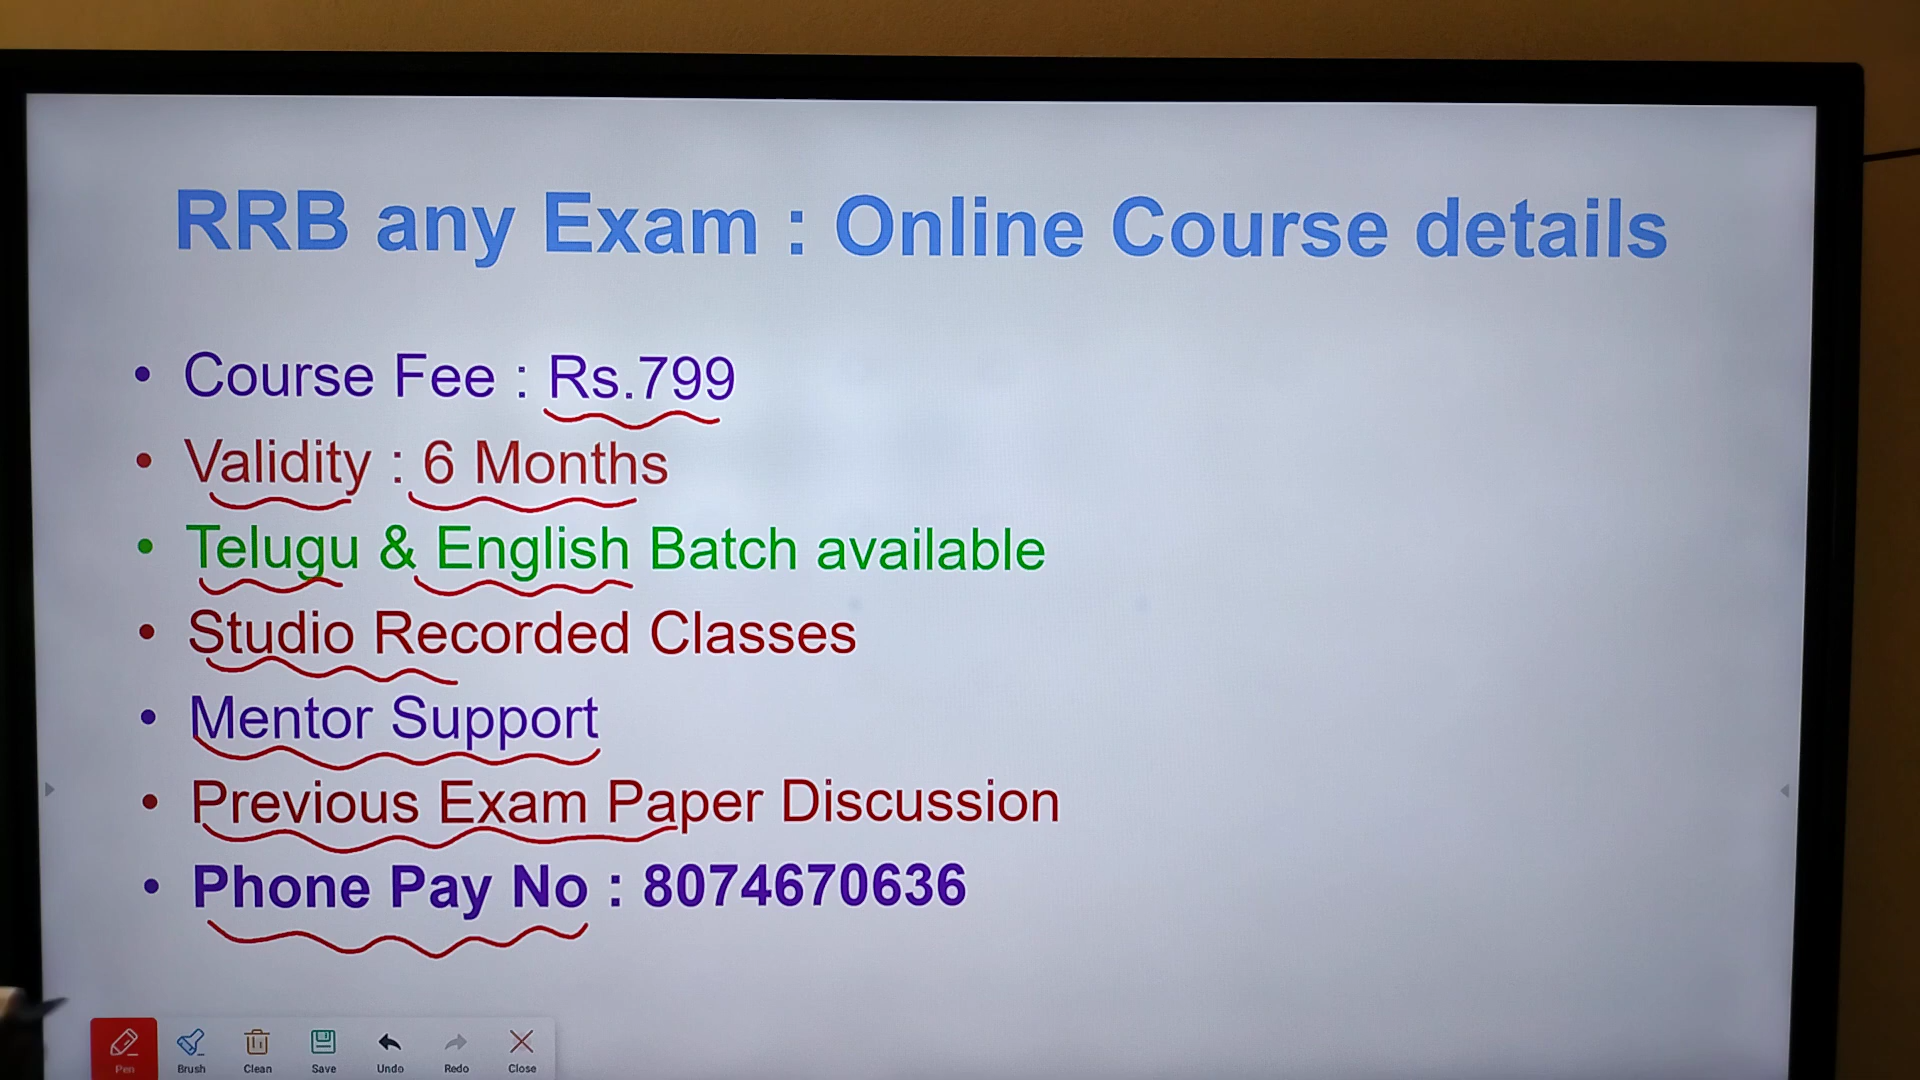 RRB any Exam : Online Course details
• Course Fee : Rs.799
• Validity : 6 Months
• Telugu & English Batch available
• Studio Recorded Classes
• Mentor Support
• Previous Exam Paper Discussion
• Phone Pay No : 8074670636
Pen Brush Clean Save Undo Redo Close